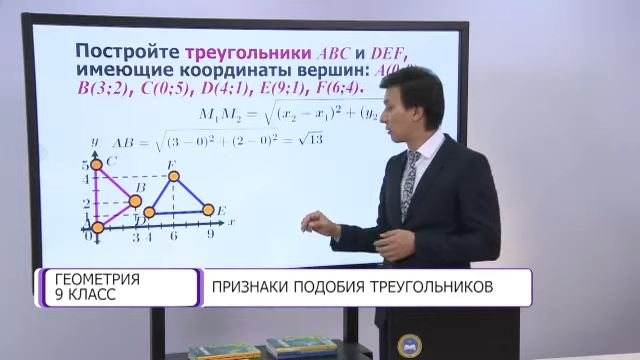 Постройте треугольники ABC и DEF,
имеющие координаты вершин: A(0;
B(3;2), C(0;5), D(4;1), E(9;1), F(6;4).
M₁M₂ = √(x₂ − x₁)² + (y₂
AB = √(3 − 0)² + (2 − 0)² = √13
y
5 C F
4
B
2
1 D E
0 3 4 6 9 x
ГЕОМЕТРИЯ
9 КЛАСС
ПРИЗНАКИ ПОДОБИЯ ТРЕУГОЛЬНИКОВ